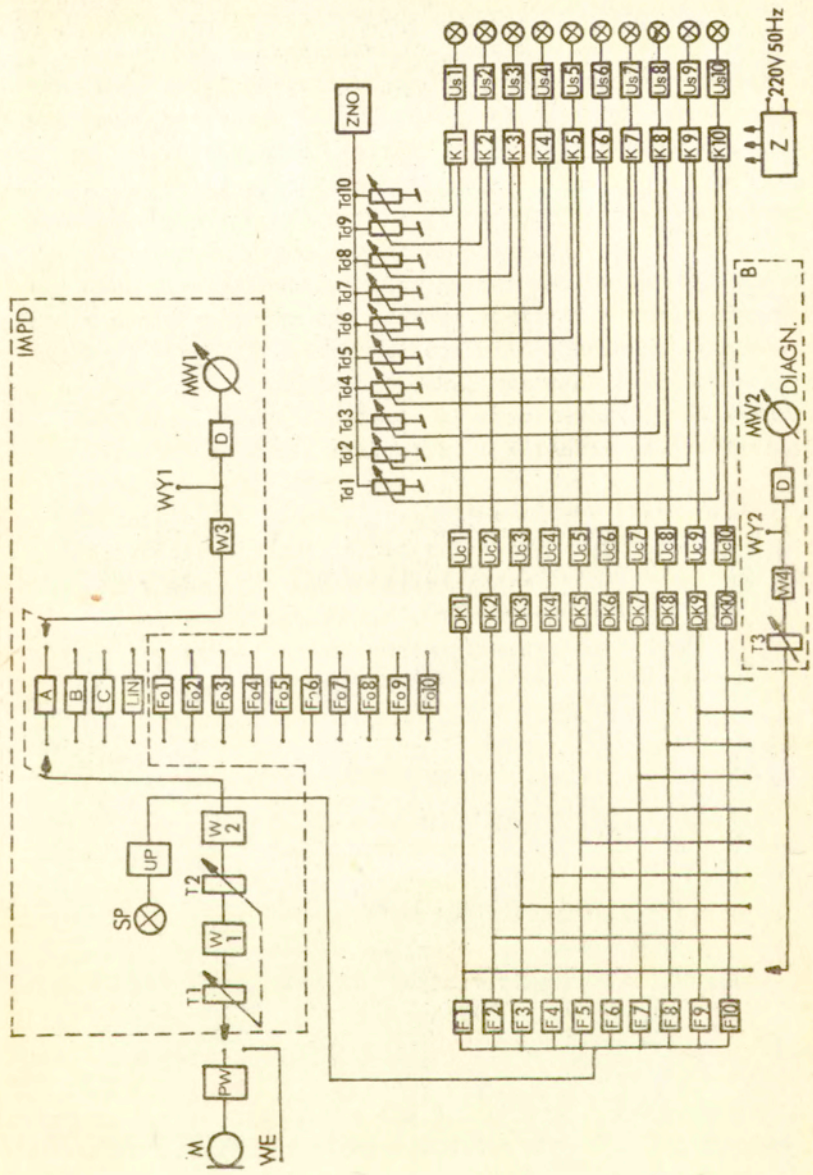 IMPD
M
PW
WE
T1
W1
T2
W2
SP
UP
A
B
C
LIN
Fo1
Fo2
Fo3
Fo4
Fo5
Fo6
Fo7
Fo8
Fo9
Fo10
W3
WY1
D
MW1
F1
F2
F3
F4
F5
F6
F7
F8
F9
F10
DK1
DK2
DK3
DK4
DK5
DK6
DK7
DK8
DK9
DK10
Uc1
Uc2
Uc3
Uc4
Uc5
Uc6
Uc7
Uc8
Uc9
Uc10
Td1
Td2
Td3
Td4
Td5
Td6
Td7
Td8
Td9
Td10
ZNO
K1
K2
K3
K4
K5
K6
K7
K8
K9
K10
Us1
Us2
Us3
Us4
Us5
Us6
Us7
Us8
Us9
Us10
T3
W4
WY2
D
MW2
DIAGN.
B
Z
220V 50Hz